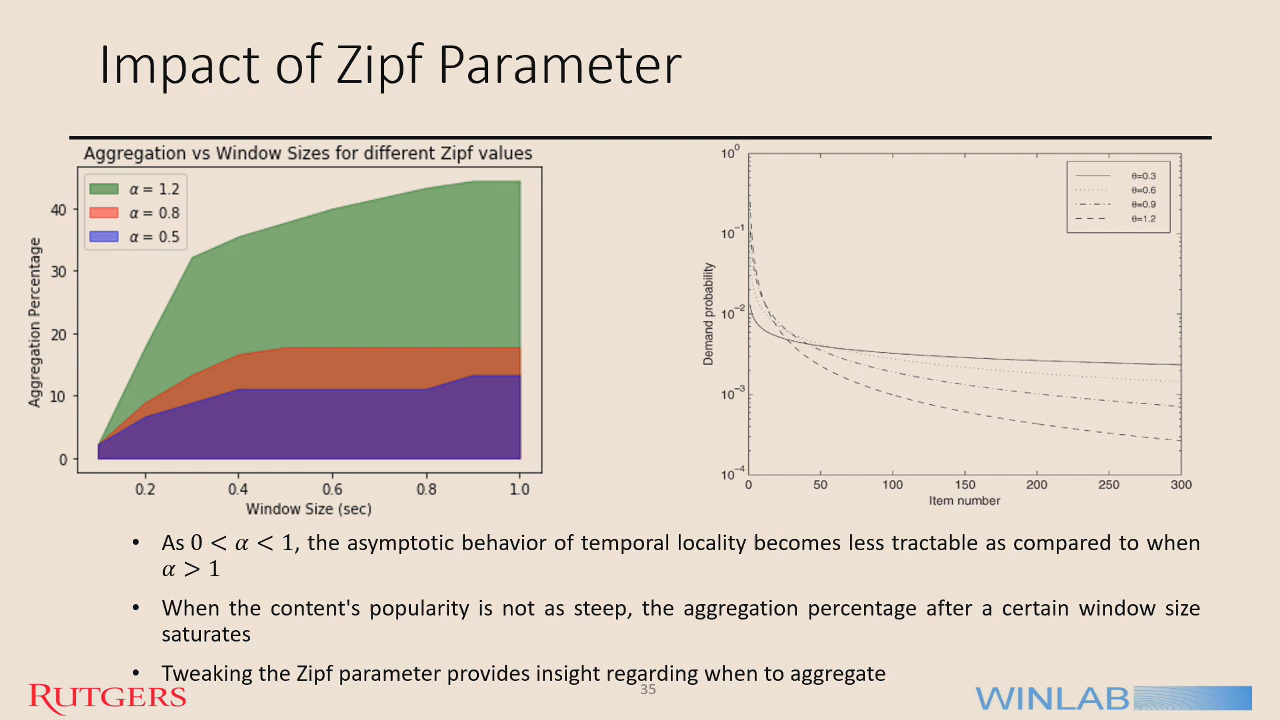 Impact of Zipf Parameter
Aggregation vs Window Sizes for different Zipf values
α = 1.2
α = 0.8
α = 0.5
Aggregation Percentage
40
30
20
10
0
0.2 0.4 0.6 0.8 1.0
Window Size (sec)
θ=0.3
θ=0.6
θ=0.9
θ=1.2
Demand probability
10^0
10^-1
10^-2
10^-3
10^-4
0 50 100 150 200 250 300
Item number
• As 0 < α < 1, the asymptotic behavior of temporal locality becomes less tractable as compared to when
α > 1
• When the content's popularity is not as steep, the aggregation percentage after a certain window size
saturates
• Tweaking the Zipf parameter provides insight regarding when to aggregate
RUTGERS
35
WINLAB